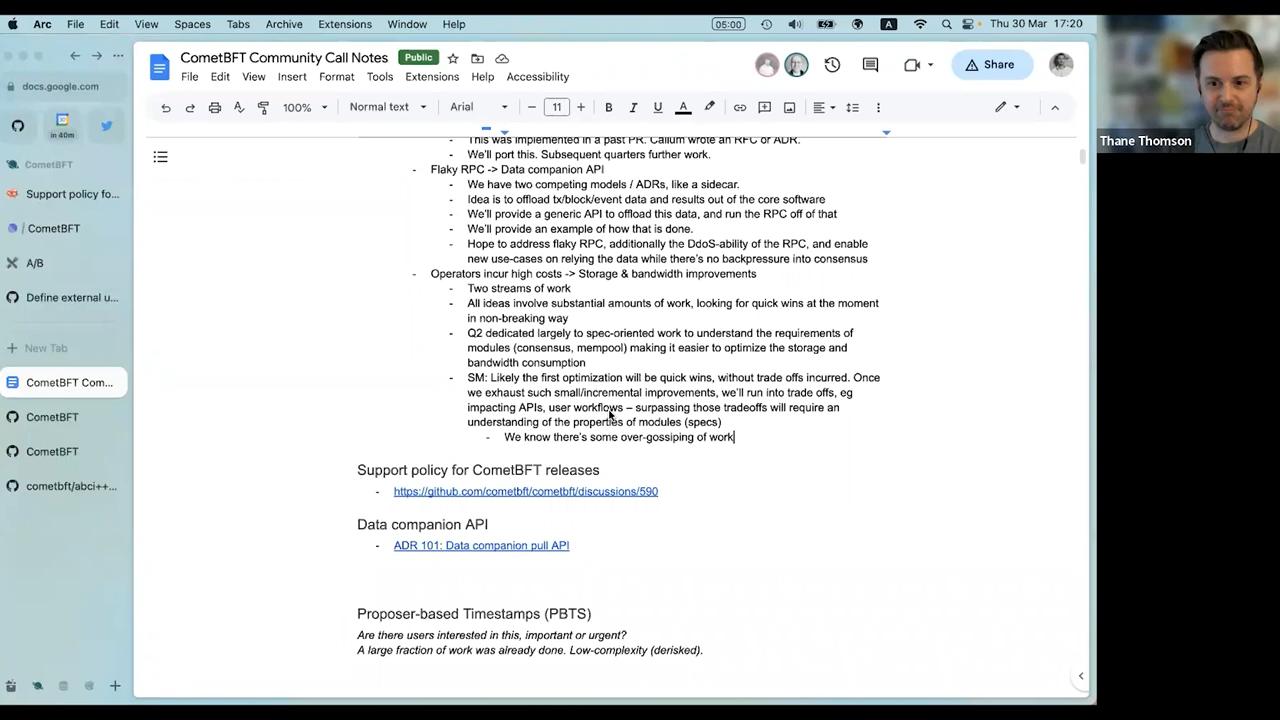 Arc File Edit View Spaces Tabs Archive Extensions Window Help 05:00 A Thu 30 Mar 17:20
docs.google.com
in 40m
CometBFT
Support policy fo...
/ CometBFT
A/B
Define external u...
New Tab
CometBFT Com...
CometBFT
CometBFT
cometbft/abci++...
CometBFT Community Call Notes Public
File Edit View Insert Format Tools Extensions Help Accessibility
Share
100% Normal text Arial 11 B I U A
- This was implemented in a past PR. Callum wrote an RFC or ADR.
- We'll port this. Subsequent quarters further work.
- Flaky RPC -> Data companion API
- We have two competing models / ADRs, like a sidecar.
- Idea is to offload tx/block/event data and results out of the core software
- We'll provide a generic API to offload this data, and run the RPC off of that
- We'll provide an example of how that is done.
- Hope to address flaky RPC, additionally the DdoS-ability of the RPC, and enable
new use-cases on relying the data while there's no backpressure into consensus
- Operators incur high costs -> Storage & bandwidth improvements
- Two streams of work
- All ideas involve substantial amounts of work, looking for quick wins at the moment
in non-breaking way
- Q2 dedicated largely to spec-oriented work to understand the requirements of
modules (consensus, mempool) making it easier to optimize the storage and
bandwidth consumption
- SM: Likely the first optimization will be quick wins, without trade offs incurred. Once
we exhaust such small/incremental improvements, we'll run into trade offs, eg
impacting APIs, user workflows – surpassing those tradeoffs will require an
understanding of the properties of modules (specs)
- We know there's some over-gossiping of work
Support policy for CometBFT releases
- https://github.com/cometbft/cometbft/discussions/590
Data companion API
- ADR 101: Data companion pull API
Proposer-based Timestamps (PBTS)
Are there users interested in this, important or urgent?
A large fraction of work was already done. Low-complexity (derisked).
Thane Thomson